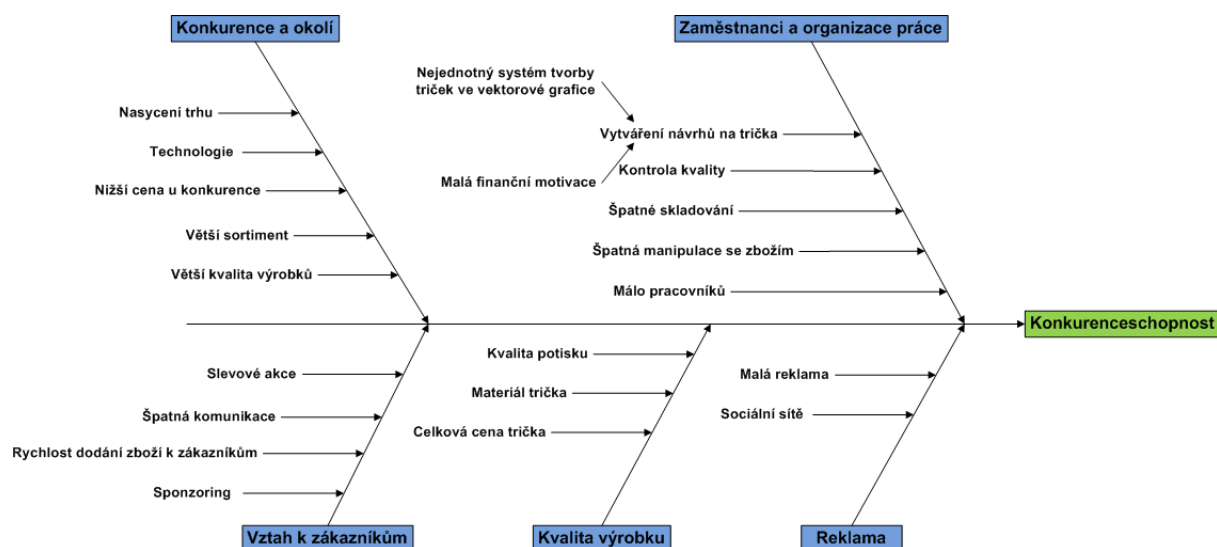 Konkurence a okolí
Zaměstnanci a organizace práce
Nejednotný systém tvorby
triček ve vektorové grafice
Nasycení trhu
Vytváření návrhů na trička
Technologie
Kontrola kvality
Malá finanční motivace
Nižší cena u konkurence
Špatné skladování
Větší sortiment
Špatná manipulace se zbožím
Větší kvalita výrobků
Málo pracovníků
Konkurenceschopnost
Kvalita potisku
Slevové akce
Malá reklama
Materiál trička
Špatná komunikace
Sociální sítě
Celková cena trička
Rychlost dodání zboží k zákazníkům
Sponzoring
Vztah k zákazníkům
Kvalita výrobku
Reklama